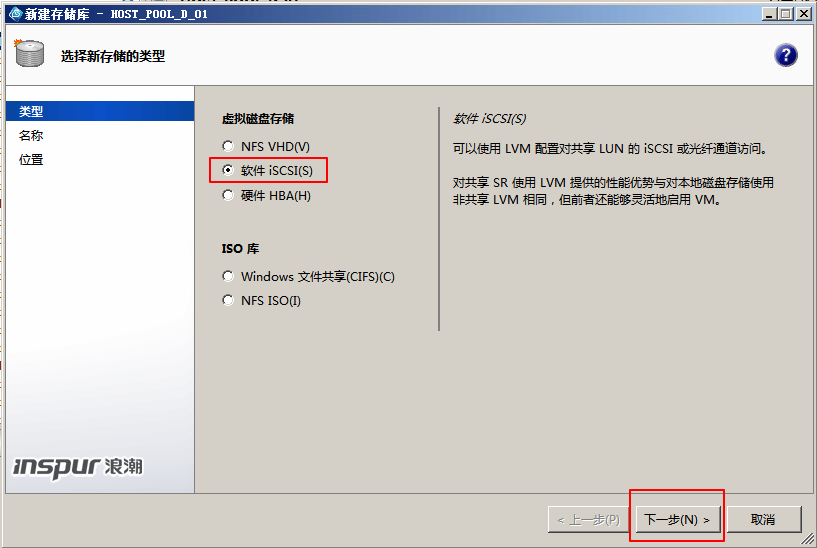 新建存储库 - HOST_POOL_D_01
选择新存储的类型
类型
名称
位置
虚拟磁盘存储
NFS VHD(V)
软件 iSCSI(S)
硬件 HBA(H)
ISO 库
Windows 文件共享(CIFS)(C)
NFS ISO(I)
软件 iSCSI(S)
可以使用 LVM 配置对共享 LUN 的 iSCSI 或光纤通道访问。
对共享 SR 使用 LVM 提供的性能优势与对本地磁盘存储使用
非共享 LVM 相同，但前者还能够灵活地启用 VM。
inspur 浪潮
< 上一步(P)
下一步(N) >
取消